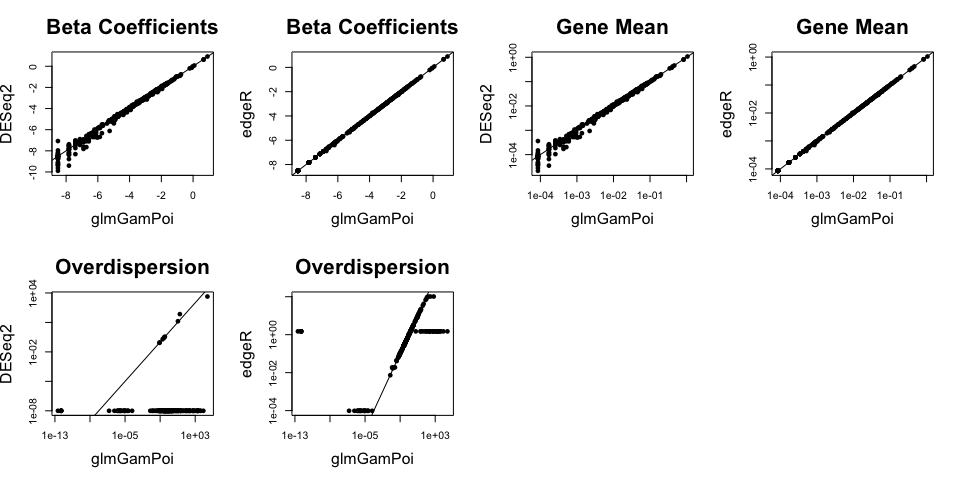 Beta Coefficients
DESeq2
0
-2
-4
-6
-8
-10
-8
-6
-4
-2
0
glmGamPoi
Beta Coefficients
edgeR
0
-2
-4
-6
-8
-8
-6
-4
-2
0
glmGamPoi
Gene Mean
DESeq2
1e+00
1e-02
1e-04
1e-04
1e-03
1e-02
1e-01
glmGamPoi
Gene Mean
edgeR
1e+00
1e-02
1e-04
1e-04
1e-03
1e-02
1e-01
glmGamPoi
Overdispersion
DESeq2
1e+04
1e-02
1e-08
1e-13
1e-05
1e+03
glmGamPoi
Overdispersion
edgeR
1e+00
1e-02
1e-04
1e-13
1e-05
1e+03
glmGamPoi